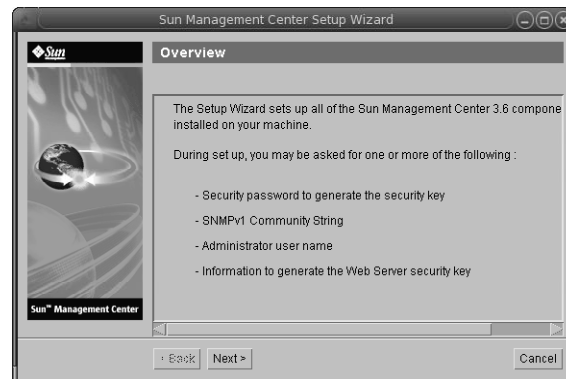 Sun Management Center Setup Wizard
Sun
Overview
The Setup Wizard sets up all of the Sun Management Center 3.6 compone
installed on your machine.
During set up, you may be asked for one or more of the following :
- Security password to generate the security key
- SNMPv1 Community String
- Administrator user name
- Information to generate the Web Server security key
Sun™ Management Center
< Back
Next >
Cancel